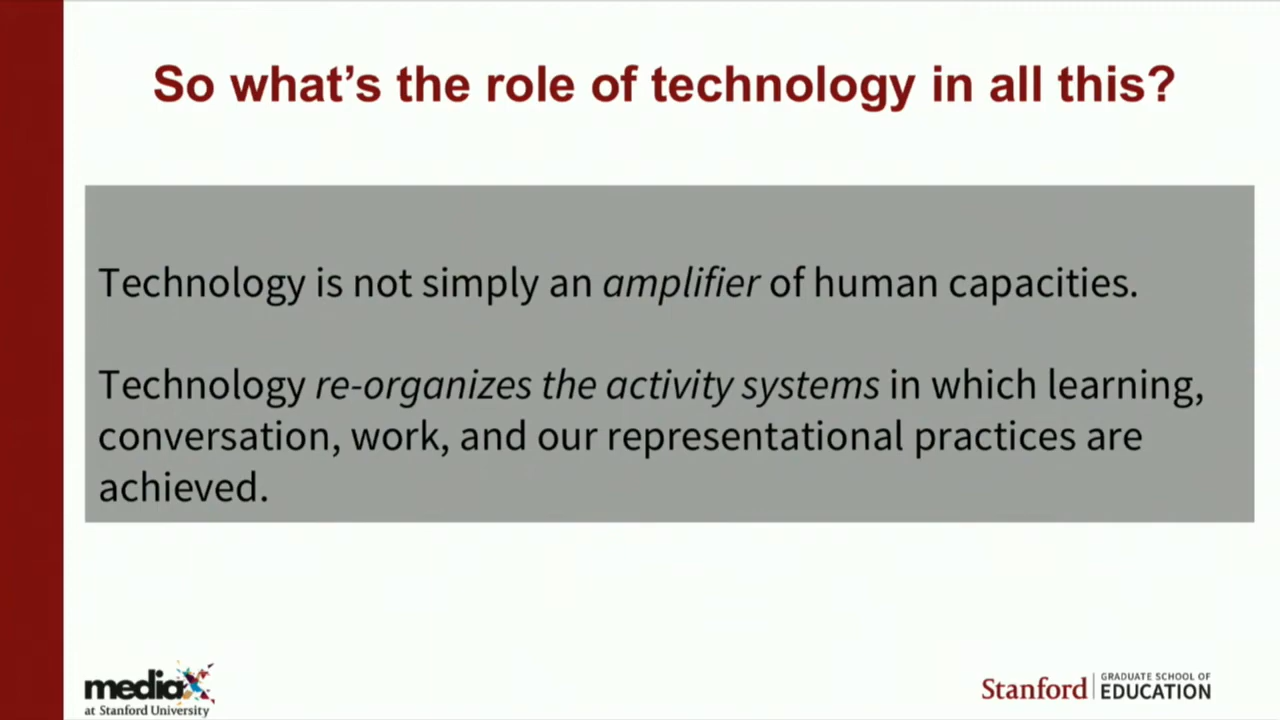 So what's the role of technology in all this?
Technology is not simply an amplifier of human capacities.
Technology re-organizes the activity systems in which learning,
conversation, work, and our representational practices are
achieved.
mediaX
at Stanford University
Stanford
GRADUATE SCHOOL OF
EDUCATION